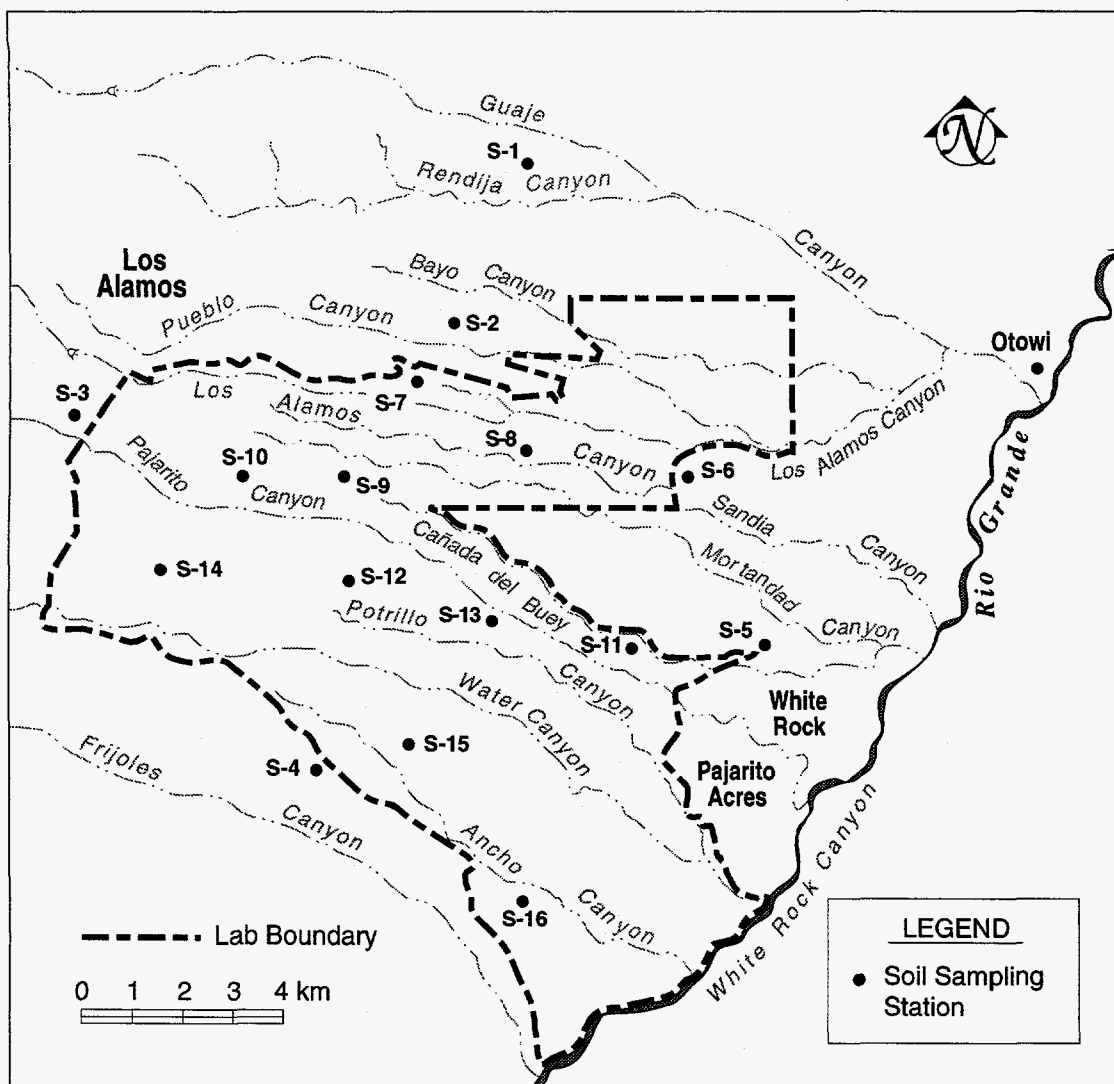 Guaje
S-1
Rendija Canyon
N
Canyon
Los
Alamos
Bayo Canyon
Pueblo Canyon
S-2
Otowi
S-3
Los Alamos Canyon
S-7
S-8
S-6
Los Alamos Canyon
Pajarito Canyon
S-10
S-9
Sandia Canyon
Rio Grande
Cañada del Buey
Mortandad Canyon
S-14
S-12
Potrillo Canyon
S-13
S-11
S-5
Water Canyon
White
Rock
S-15
S-4
Pajarito
Acres
Frijoles Canyon
Ancho Canyon
S-16
White Rock Canyon
Lab Boundary
0 1 2 3 4 km
LEGEND
Soil Sampling
Station